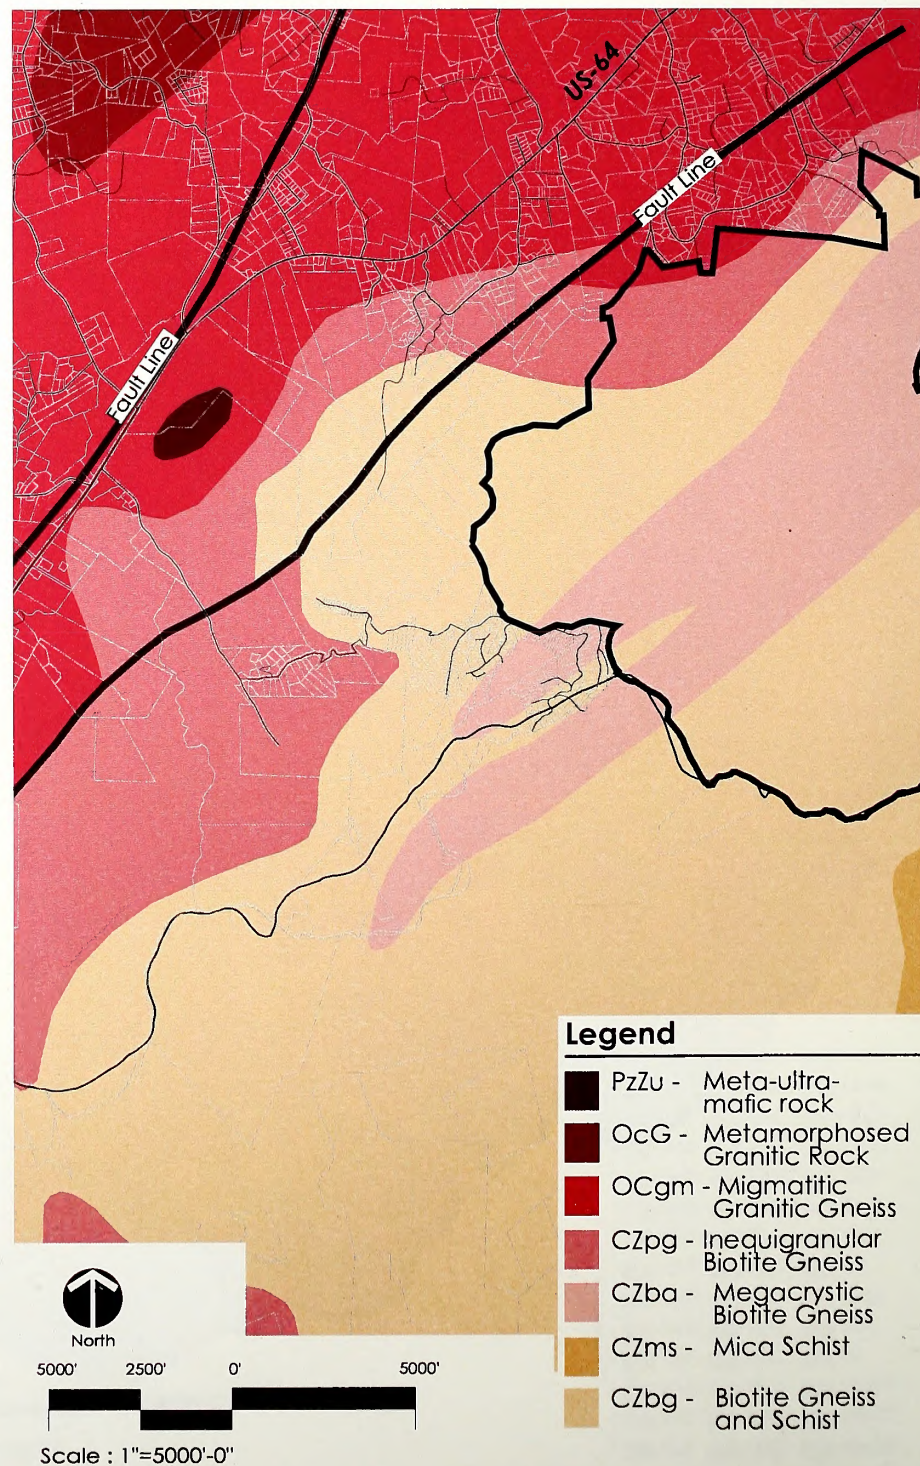 US-64
Fault Line
Fault Line
Legend
PzZu - Meta-ultra-
mafic rock
OcG - Metamorphosed
Granitic Rock
OCgm - Migmatitic
Granitic Gneiss
CZpg - Inequigranular
Biotite Gneiss
CZba - Megacrystic
Biotite Gneiss
CZms - Mica Schist
CZbg - Biotite Gneiss
and Schist
North
5000' 2500' 0' 5000'
Scale : 1"=5000'-0"